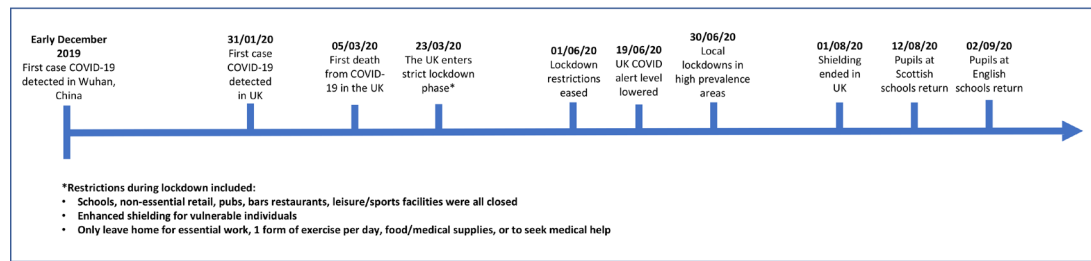 Early December
2019
First case COVID-19
detected in Wuhan,
China
31/01/20
First case
COVID-19
detected
in UK
05/03/20
First death
from COVID-
19 in the UK
23/03/20
The UK enters
strict lockdown
phase*
01/06/20
Lockdown
restrictions
eased
19/06/20
UK COVID
alert level
lowered
30/06/20
Local
lockdowns in
high prevalence
areas
01/08/20
Shielding
ended in
UK
12/08/20
Pupils at
Scottish
schools return
02/09/20
Pupils at
English
schools return
*Restrictions during lockdown included:
• Schools, non-essential retail, pubs, bars restaurants, leisure/sports facilities were all closed
• Enhanced shielding for vulnerable individuals
• Only leave home for essential work, 1 form of exercise per day, food/medical supplies, or to seek medical help